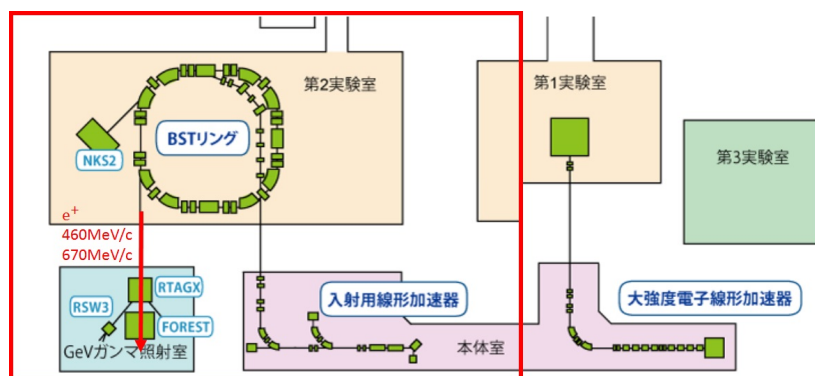 第2実験室
第1実験室
BSTリング
NKS2
第3実験室
e⁺
460MeV/c
670MeV/c
RTAGX
RSW3
FOREST
GeVガンマ照射室
入射用線形加速器
大強度電子線形加速器
本体室